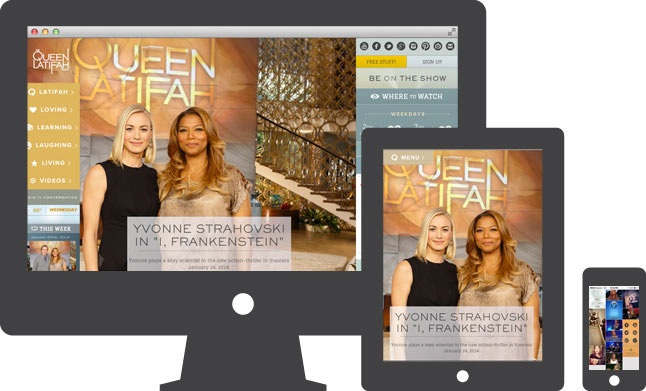 QUEEN
LATIFAH
LATIFAH
LOVING
LEARNING
LAUGHING
LIVING
VIDEOS
WEDNESDAY
THIS WEEK
QUEEN
LATIFAH
YVONNE STRAHOVSKI
IN "I, FRANKENSTEIN"
Yvonne plays a sexy scientist in the new action-thriller in theaters
January 24, 2014.
FREE STUFF!
SIGN UP
BE ON THE SHOW
WHERE TO WATCH
WEEKDAYS
MENU
QUEEN
LATIFAH
YVONNE STRAHOVSKI
IN "I, FRANKENSTEIN"
Yvonne plays a sexy scientist in the new action-thriller in theaters
January 24, 2014.